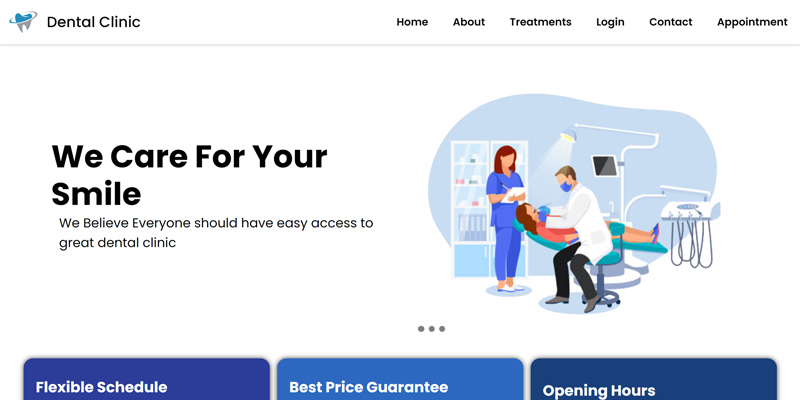 Dental Clinic
Home About Treatments Login Contact Appointment
We Care For Your
Smile
We Believe Everyone should have easy access to
great dental clinic
Flexible Schedule
Best Price Guarantee
Opening Hours